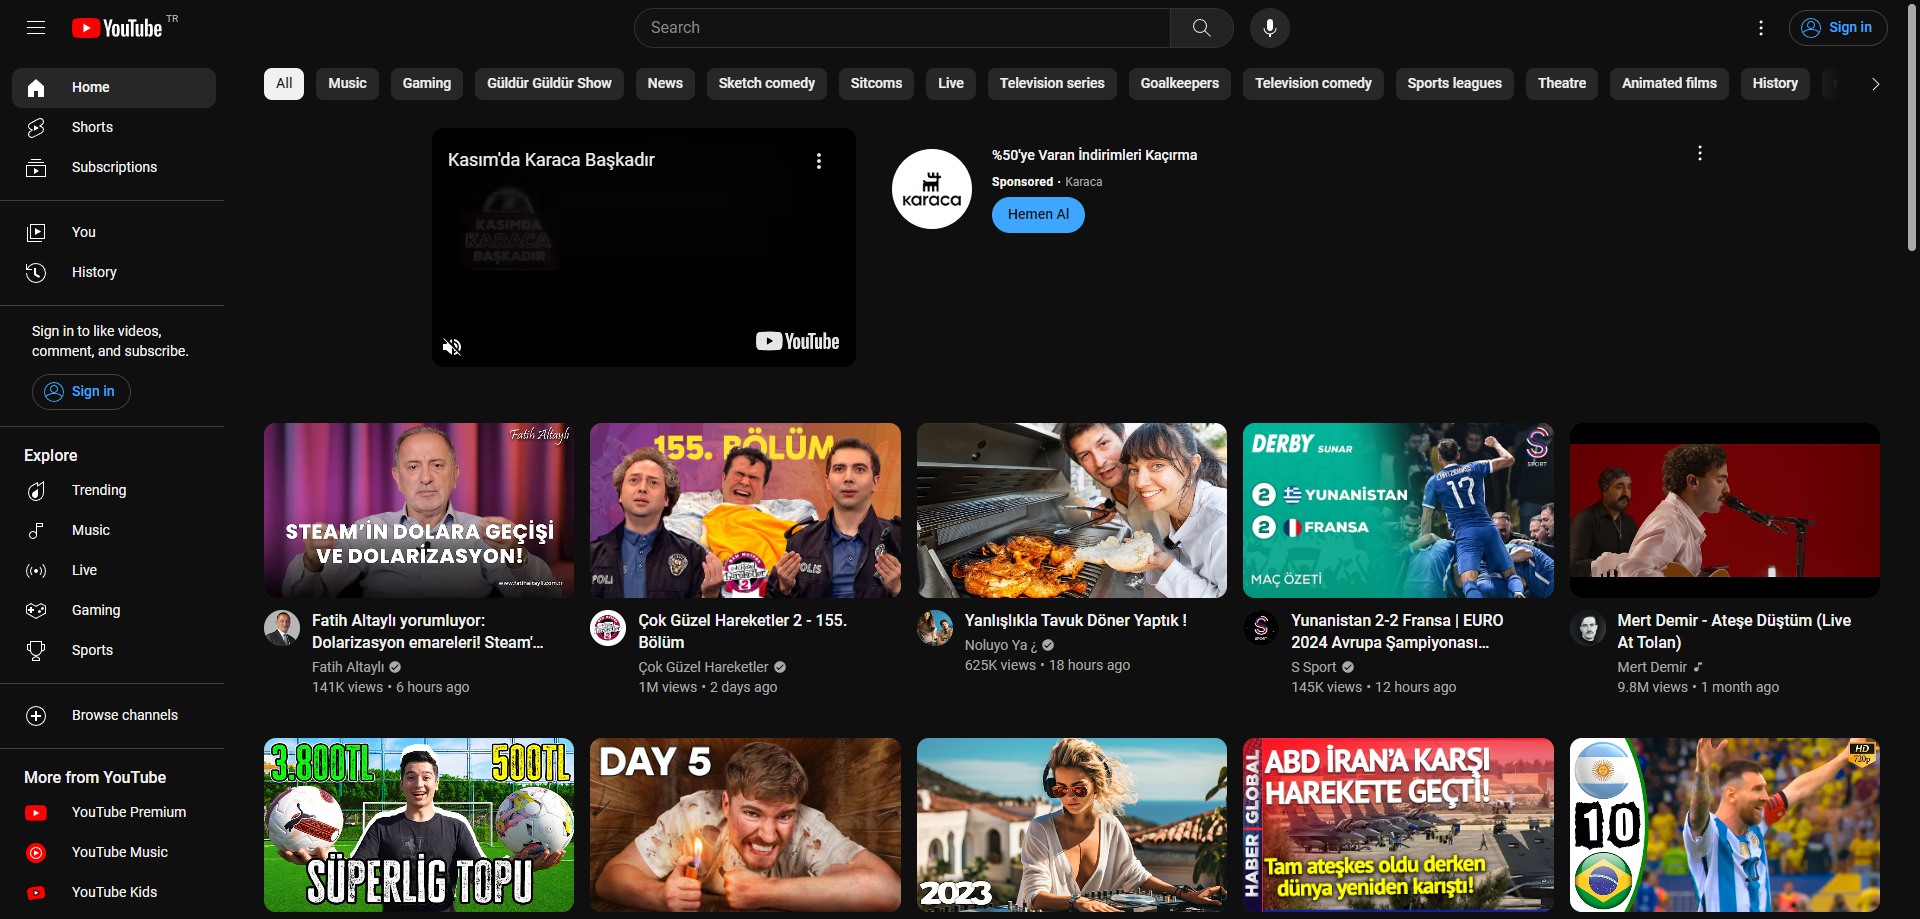 YouTube TR
Search
Sign in
Home
Shorts
Subscriptions
You
History
Sign in to like videos,
comment, and subscribe.
Sign in
Explore
Trending
Music
Live
Gaming
Sports
Browse channels
More from YouTube
YouTube Premium
YouTube Music
YouTube Kids
All
Music
Gaming
Güldür Güldür Show
News
Sketch comedy
Sitcoms
Live
Television series
Goalkeepers
Television comedy
Sports leagues
Theatre
Animated films
History
Kasım'da Karaca Başkadır
KASIMDA
KARACA
BAŞKADIR
YouTube
KARACA
%50'ye Varan İndirimleri Kaçırma
Sponsored · Karaca
Hemen Al
Fatih Altaylı
STEAM'İN DOLARA GEÇİŞİ
VE DOLARİZASYON!
www.fatihaltayli.com.tr
Fatih Altaylı yorumluyor:
Dolarizasyon emareleri! Steam'...
Fatih Altaylı
141K views • 6 hours ago
155. BÖLÜM
POLİS
Çok Güzel Hareketler 2 - 155.
Bölüm
Çok Güzel Hareketler
1M views • 2 days ago
Yanlışlıkla Tavuk Döner Yaptık !
Noluyo Ya ¿
625K views • 18 hours ago
DERBY SUNAR
S SPORT
2 YUNANİSTAN
2 FRANSA
17
MAÇ ÖZETİ
Yunanistan 2-2 Fransa | EURO
2024 Avrupa Şampiyonası...
S Sport
145K views • 12 hours ago
Mert Demir - Ateşe Düştüm (Live
At Tolan)
Mert Demir
9.8M views • 1 month ago
3.800TL
500TL
SÜPERLİG TOPU
DAY 5
2023
HABER GLOBAL
ABD İRAN'A KARŞI
HAREKETE GEÇTİ!
Tam ateşkes oldu derken
dünya yeniden karıştı!
HD
720p
10